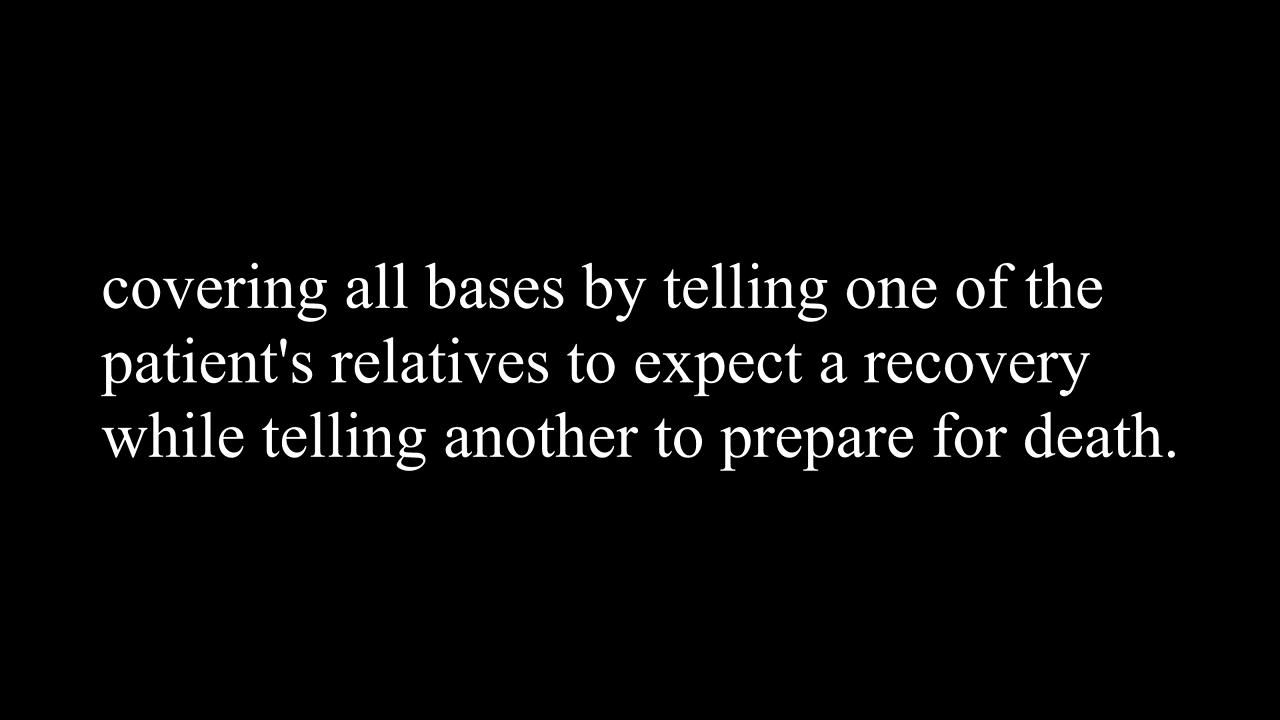 covering all bases by telling one of the
patient's relatives to expect a recovery
while telling another to prepare for death.